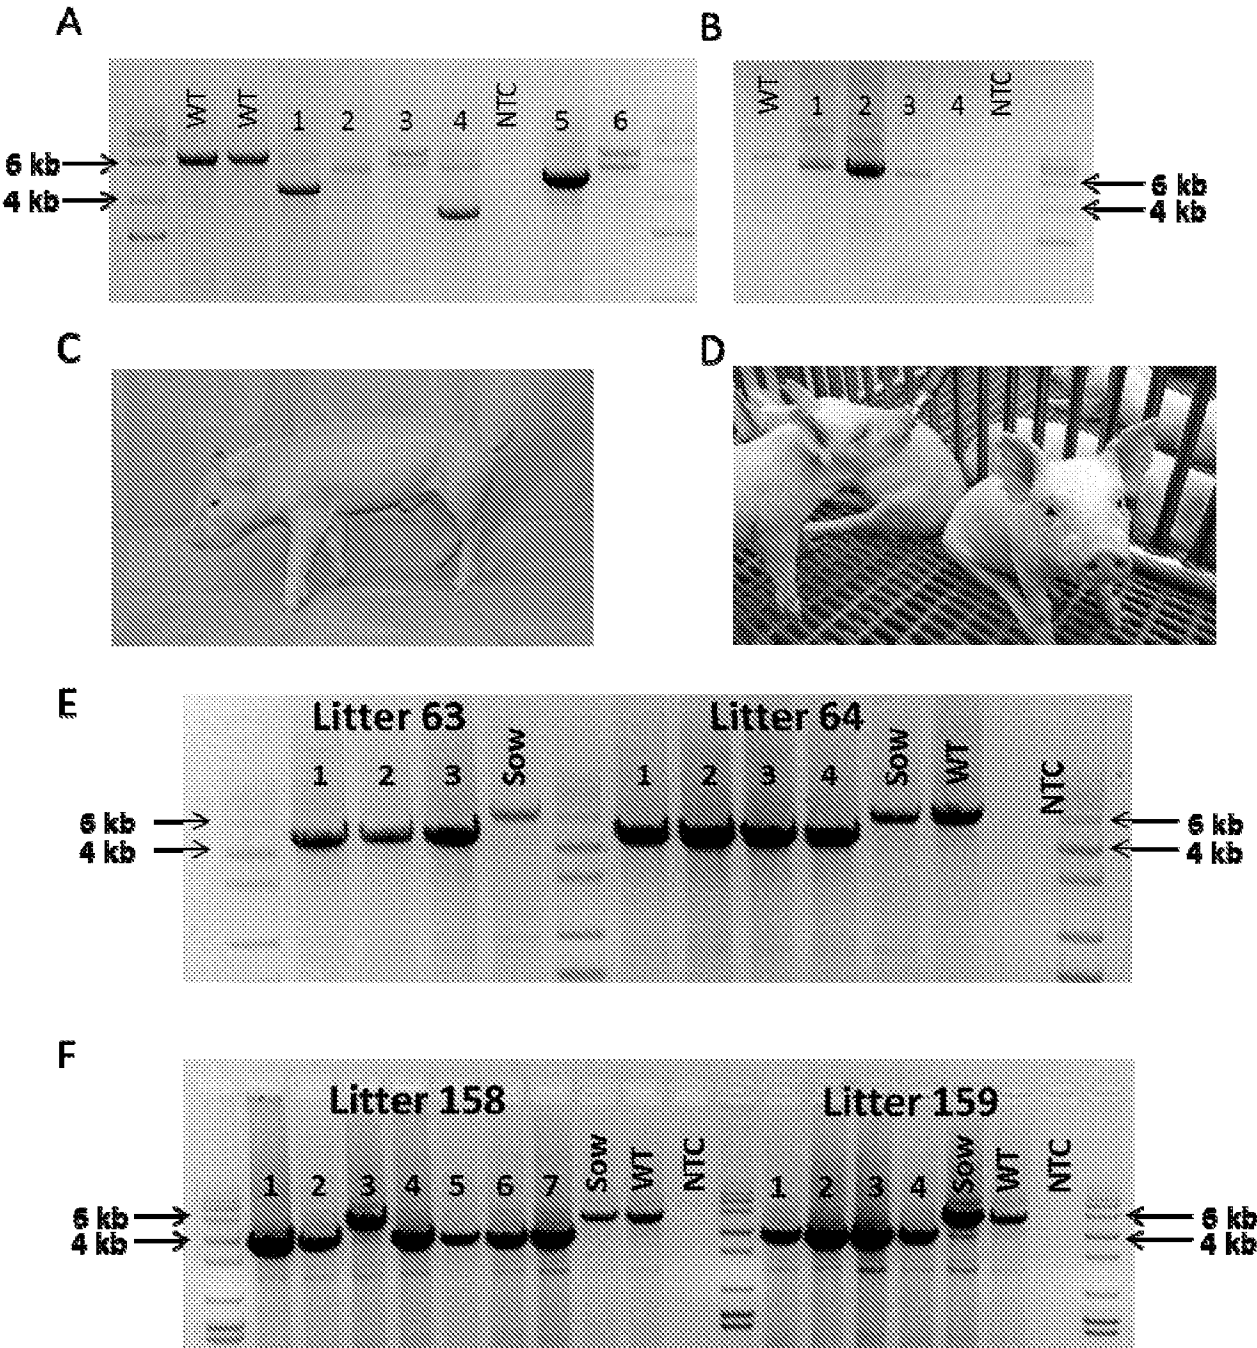 A
B
WT WT 1 2 3 4 NTC 5 6
6 kb
4 kb
WT 1 2 3 4 NTC
6 kb
4 kb
C
D
E
Litter 63 Litter 64
1 2 3 Sow 1 2 3 4 Sow WT NTC
6 kb 6 kb
4 kb 4 kb
F
Litter 158 Litter 159
1 2 3 4 5 6 7 Sow WT NTC 1 2 3 4 Sow WT NTC
6 kb 6 kb
4 kb 4 kb